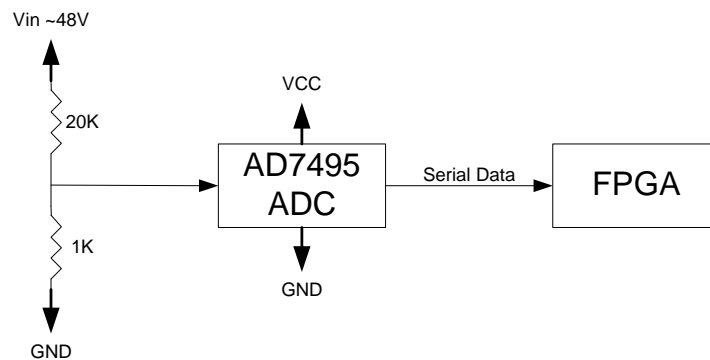 Vin ~48V
20K
1K
GND
VCC
AD7495
ADC
GND
Serial Data
FPGA